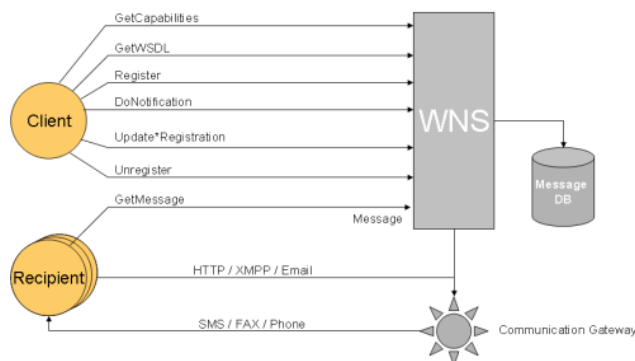 GetCapabilities
GetWSDL
Register
DoNotification
Client
WNS
Update*Registration
Message
DB
Unregister
GetMessage
Message
Recipient
HTTP / XMPP / Email
SMS / FAX / Phone
Communication Gateway